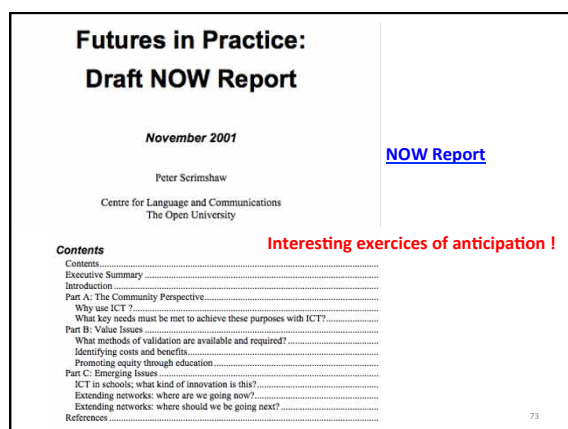 Futures in Practice:
Draft NOW Report
November 2001
NOW Report
Peter Scrimshaw
Centre for Language and Communications
The Open University
Interesting exercices of anticipation !
Contents
Contents
Executive Summary
Introduction
Part A: The Community Perspective
Why use ICT ?
What key needs must be met to achieve these purposes with ICT?
Part B: Value Issues
What methods of validation are available and required?
Identifying costs and benefits
Promoting equity through education
Part C: Emerging Issues
ICT in schools; what kind of innovation is this?
Extending networks: where are we going now?
Extending networks: where should we be going next?
References
73